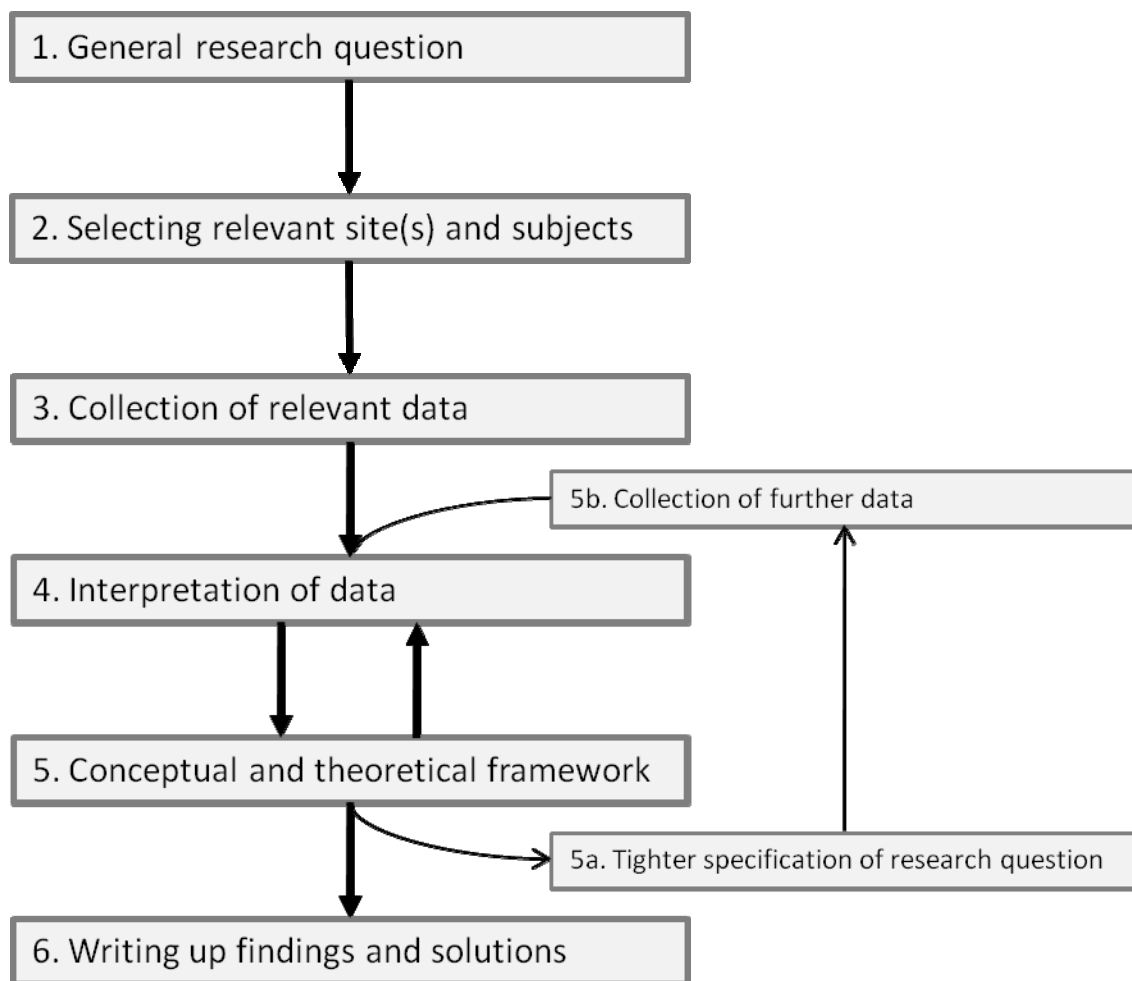 1. General research question
2. Selecting relevant site(s) and subjects
3. Collection of relevant data
5b. Collection of further data
4. Interpretation of data
5. Conceptual and theoretical framework
5a. Tighter specification of research question
6. Writing up findings and solutions